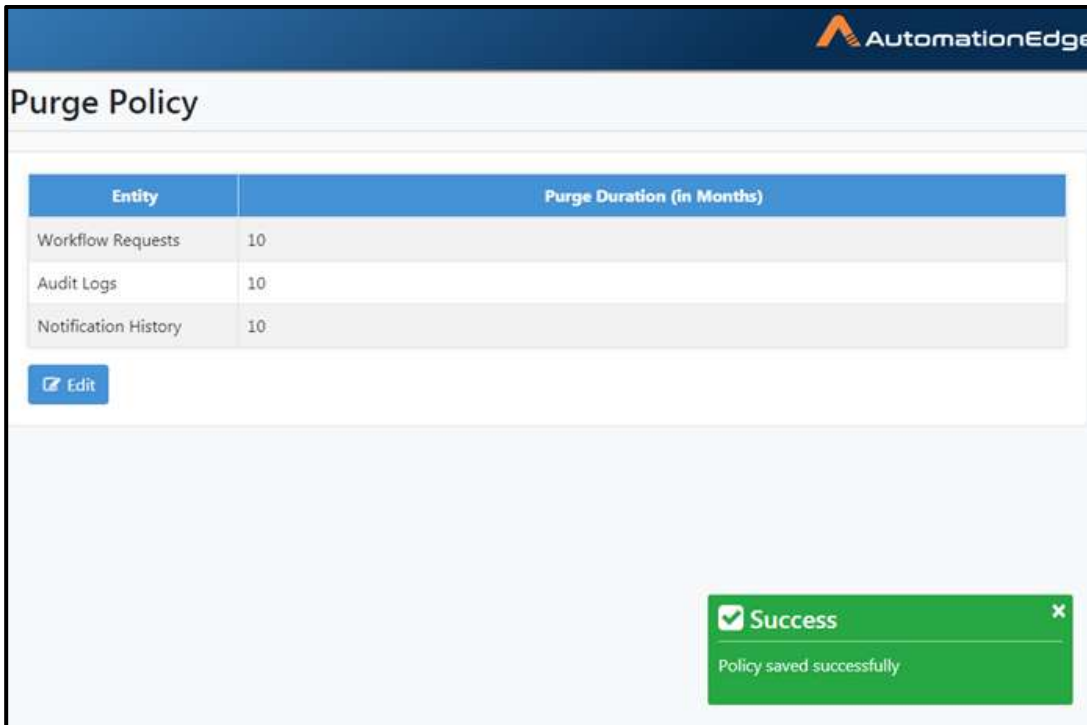 AutomationEdge
Purge Policy
Entity Purge Duration (in Months)
Workflow Requests 10
Audit Logs 10
Notification History 10
Edit
Success
Policy saved successfully